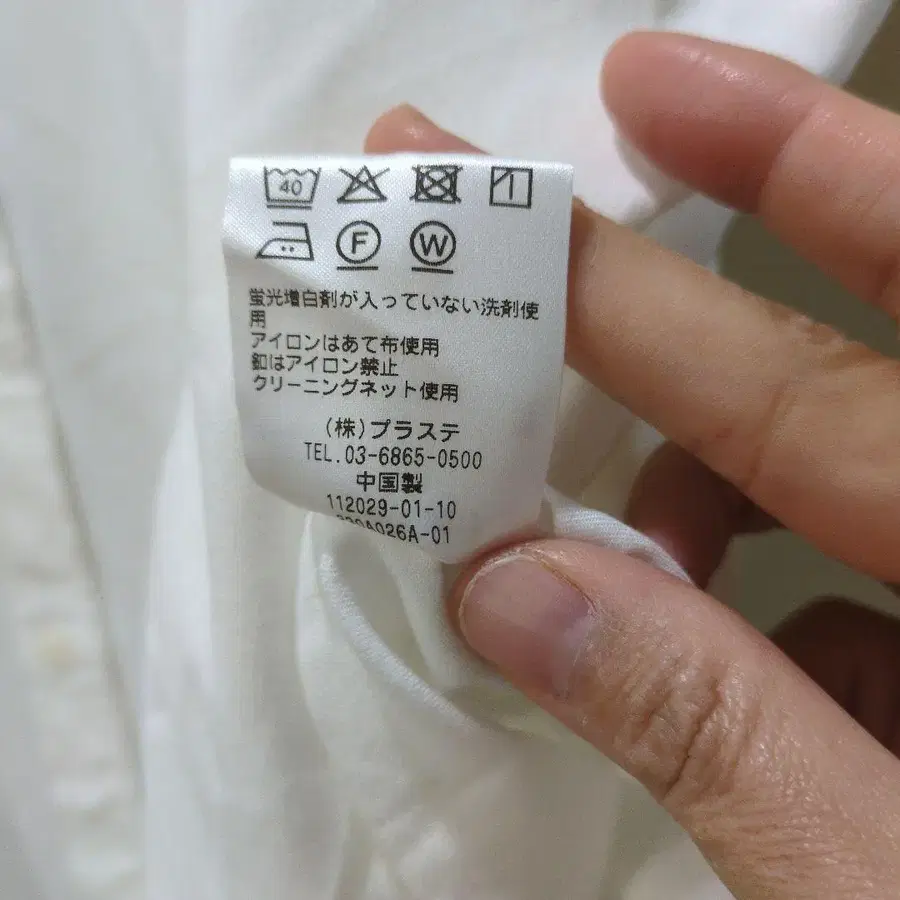 40
F W
蛍光増白剤が入っていない洗剤使
用
アイロンはあて布使用
釦はアイロン禁止
クリーニングネット使用
(株)プラステ
TEL.03-6865-0500
中国製
112029-01-10